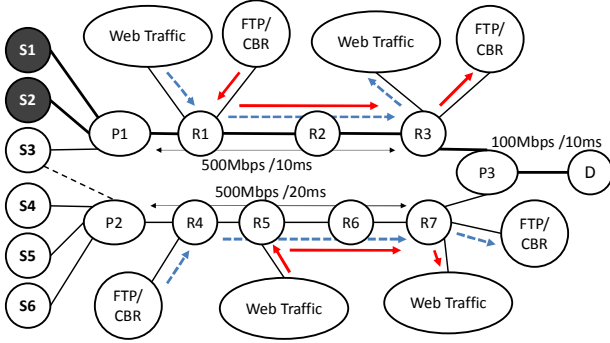 S1
Web Traffic
FTP/
CBR
Web Traffic
FTP/
CBR
S2
S3
P1
R1
R2
R3
500Mbps /10ms
100Mbps /10ms
P3
D
500Mbps /20ms
S4
P2
R4
R5
R6
R7
S5
FTP/
CBR
S6
FTP/
CBR
Web Traffic
Web Traffic